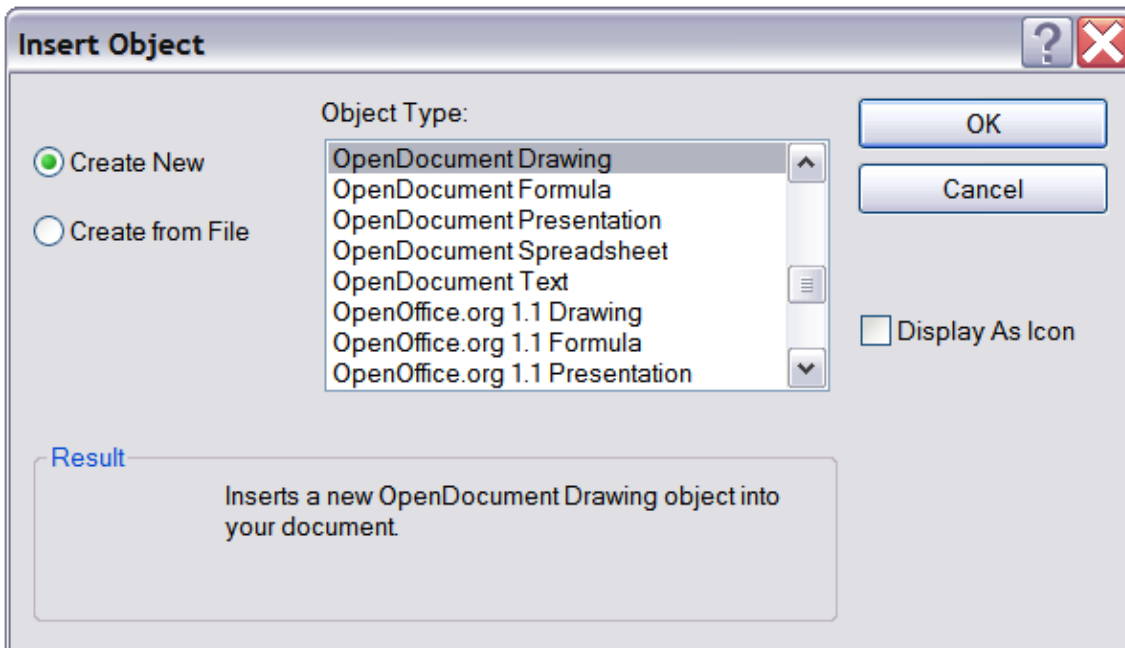 Insert Object
Object Type:
Create New
Create from File
OpenDocument Drawing
OpenDocument Formula
OpenDocument Presentation
OpenDocument Spreadsheet
OpenDocument Text
OpenOffice.org 1.1 Drawing
OpenOffice.org 1.1 Formula
OpenOffice.org 1.1 Presentation
OK
Cancel
Display As Icon
Result
Inserts a new OpenDocument Drawing object into
your document.